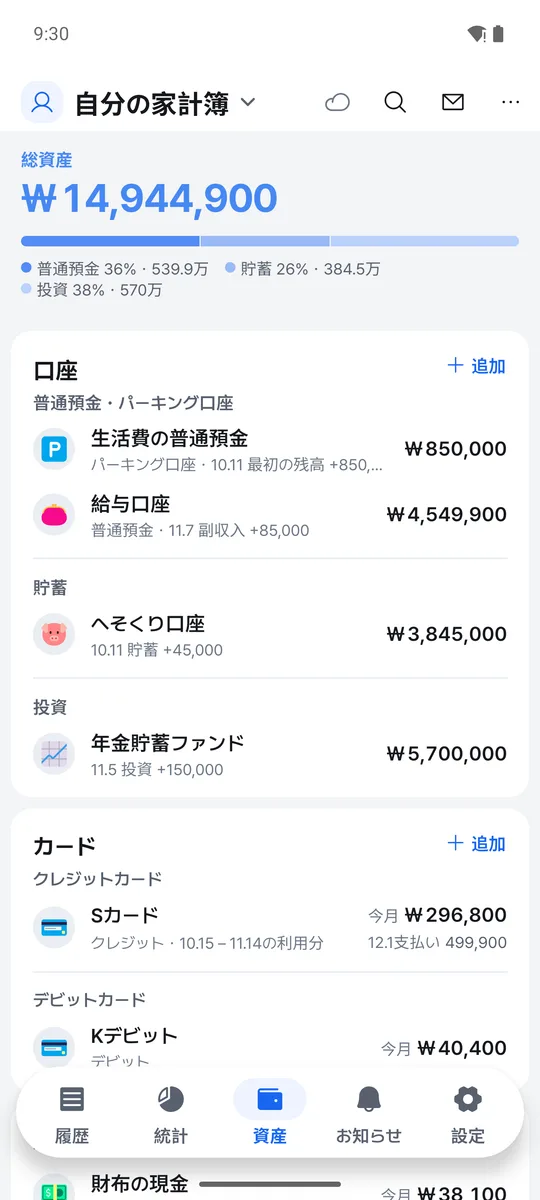 9:30
自分の家計簿
総資産
₩14,944,900
普通預金 36% · 539.9万 貯蓄 26% · 384.5万
投資 38% · 570万
口座
+ 追加
普通預金・パーキング口座
生活費の普通預金
₩850,000
パーキング口座 · 10.11 最初の残高 +850,...
給与口座
₩4,549,900
普通預金 · 11.7 副収入 +85,000
貯蓄
へそくり口座
₩3,845,000
10.11 貯蓄 +45,000
投資
年金貯蓄ファンド
₩5,700,000
11.5 投資 +150,000
カード
+ 追加
クレジットカード
Sカード
今月 ₩296,800
クレジット · 10.15 – 11.14の利用分
12.1支払い 499,900
デビットカード
Kデビット
今月 ₩40,400
デビット
履歴 統計 資産 お知らせ 設定
財布の現金
今月 ₩38,100